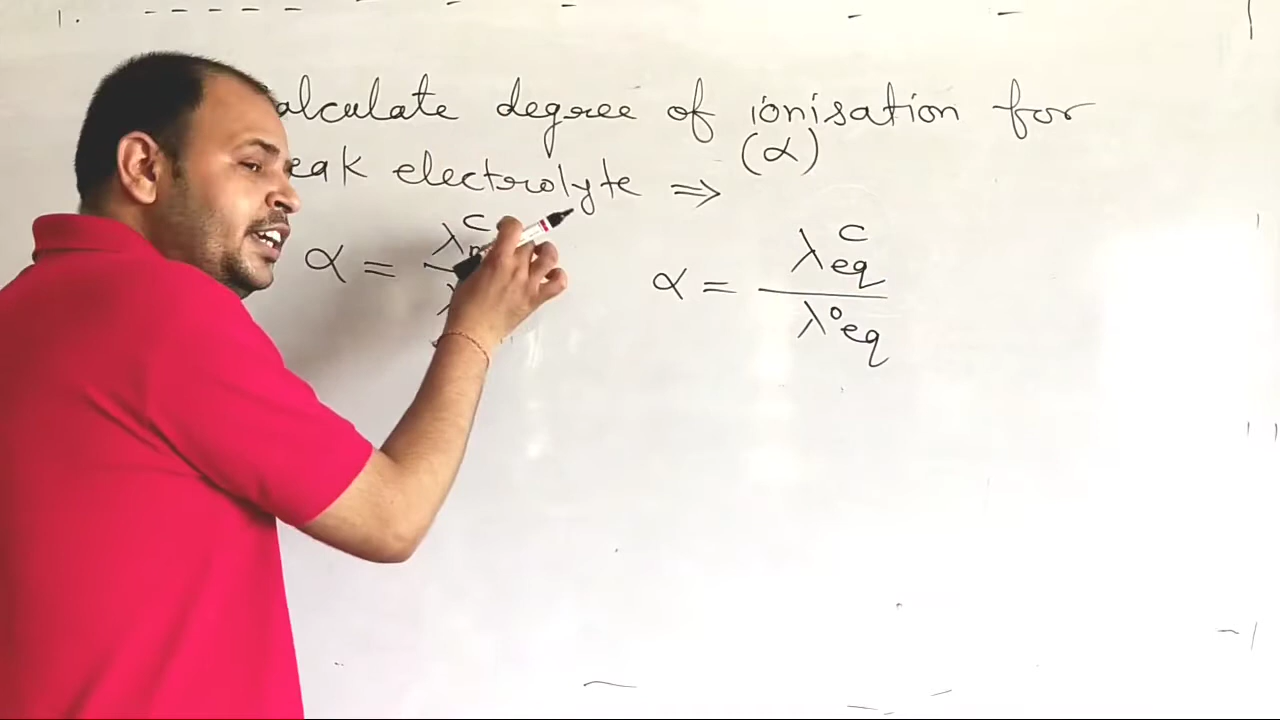 alculate degree of ionisation for
(α)
eak electrolyte ⇒
α = λ^c / λ
α = λ^c_eq / λ°_eq